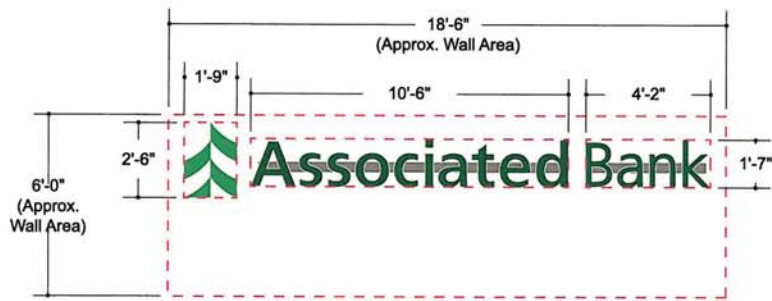 18'-6"
(Approx. Wall Area)
1'-9"
10'-6"
4'-2"
2'-6"
Associated Bank
1'-7"
6'-0"
(Approx.
Wall Area)